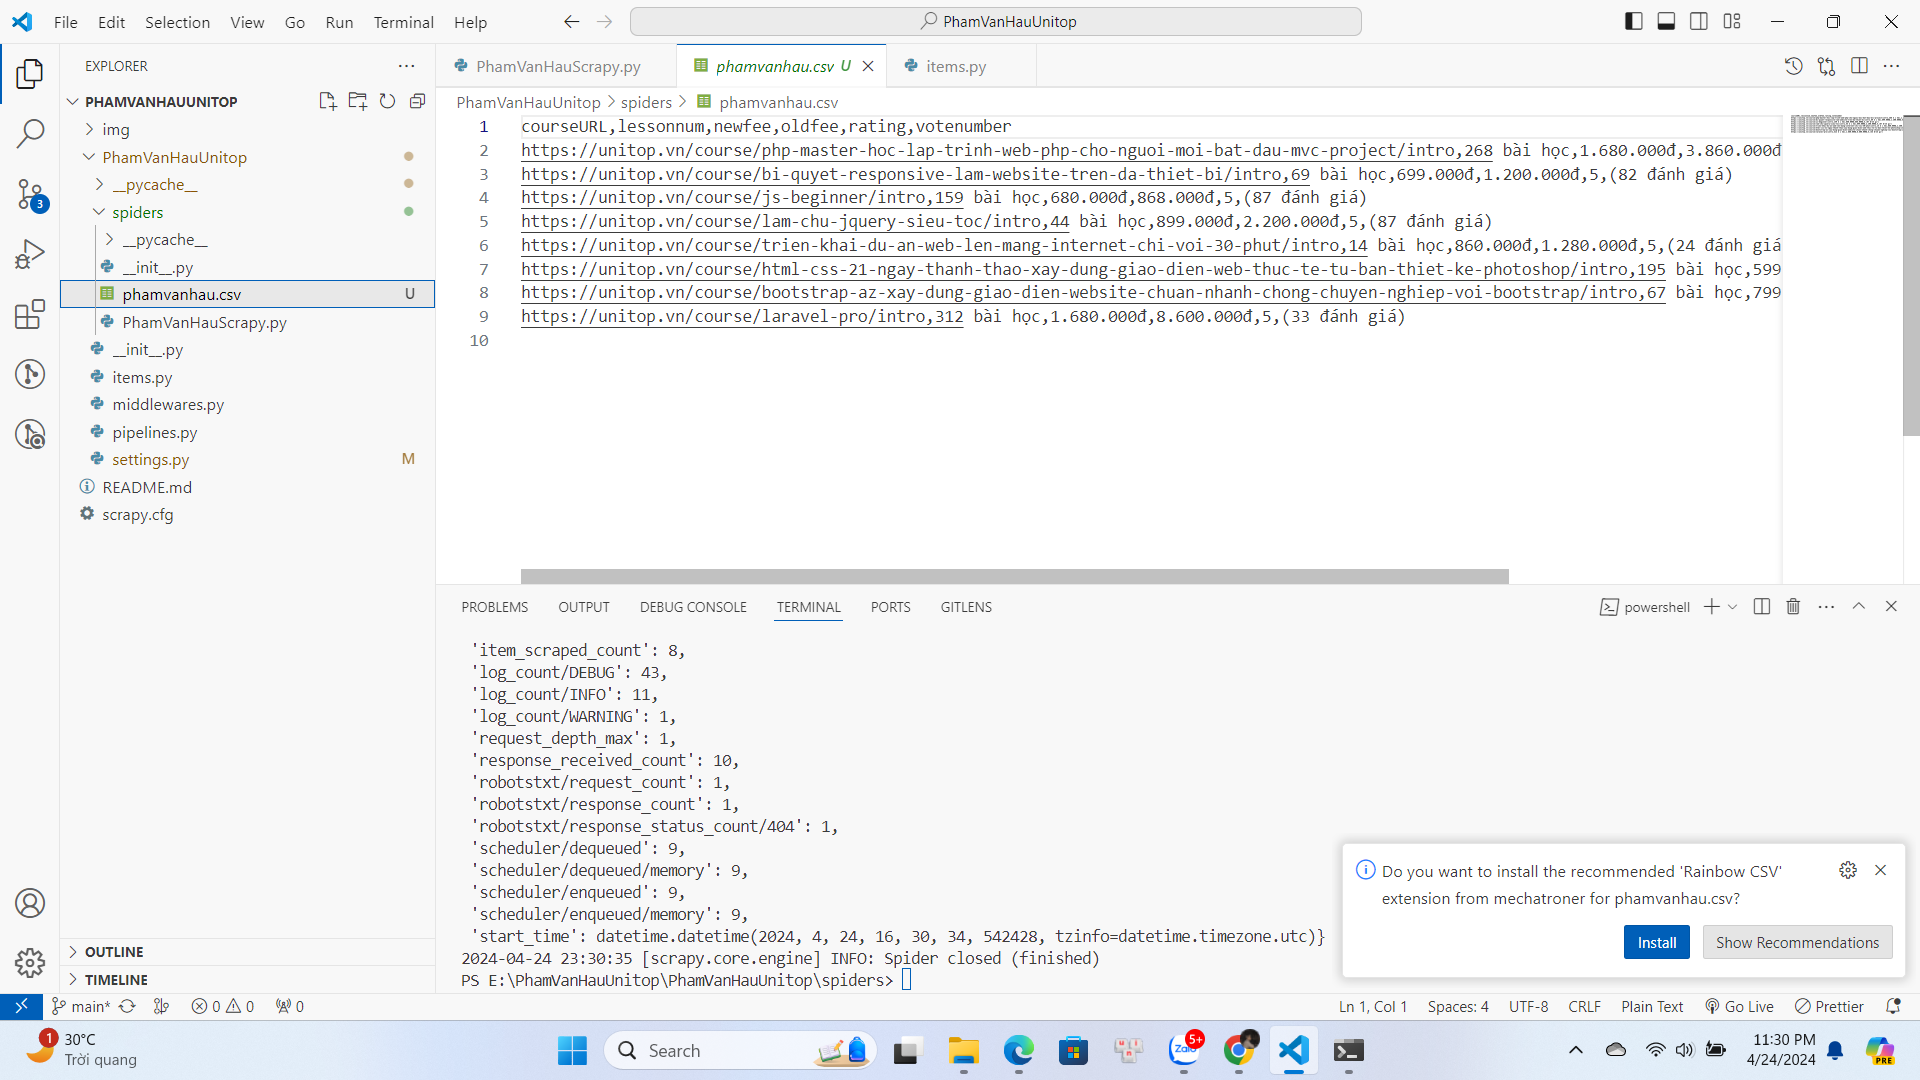 File Edit Selection View Go Run Terminal Help
PhamVanHauUnitop
EXPLORER
PHAMVANHAUUNITOP
img
PhamVanHauUnitop
__pycache__
spiders
__pycache__
__init__.py
phamvanhau.csv U
PhamVanHauScrapy.py
__init__.py
items.py
middlewares.py
pipelines.py
settings.py M
README.md
scrapy.cfg
OUTLINE
TIMELINE
3
PhamVanHauScrapy.py phamvanhau.csv U items.py
PhamVanHauUnitop spiders phamvanhau.csv
1 courseURL,lessonnum,newfee,oldfee,rating,votenumber
2 https://unitop.vn/course/php-master-hoc-lap-trinh-web-php-cho-nguoi-moi-bat-dau-mvc-project/intro,268 bài học,1.680.000đ,3.860.000đ
3 https://unitop.vn/course/bi-quyet-responsive-lam-website-tren-da-thiet-bi/intro,69 bài học,699.000đ,1.200.000đ,5,(82 đánh giá)
4 https://unitop.vn/course/js-beginner/intro,159 bài học,680.000đ,868.000đ,5,(87 đánh giá)
5 https://unitop.vn/course/lam-chu-jquery-sieu-toc/intro,44 bài học,899.000đ,2.200.000đ,5,(87 đánh giá)
6 https://unitop.vn/course/trien-khai-du-an-web-len-mang-internet-chi-voi-30-phut/intro,14 bài học,860.000đ,1.280.000đ,5,(24 đánh giá
7 https://unitop.vn/course/html-css-21-ngay-thanh-thao-xay-dung-giao-dien-web-thuc-te-tu-ban-thiet-ke-photoshop/intro,195 bài học,599
8 https://unitop.vn/course/bootstrap-az-xay-dung-giao-dien-website-chuan-nhanh-chong-chuyen-nghiep-voi-bootstrap/intro,67 bài học,799
9 https://unitop.vn/course/laravel-pro/intro,312 bài học,1.680.000đ,8.600.000đ,5,(33 đánh giá)
10
PROBLEMS OUTPUT DEBUG CONSOLE TERMINAL PORTS GITLENS powershell
'item_scraped_count': 8,
'log_count/DEBUG': 43,
'log_count/INFO': 11,
'log_count/WARNING': 1,
'request_depth_max': 1,
'response_received_count': 10,
'robotstxt/request_count': 1,
'robotstxt/response_count': 1,
'robotstxt/response_status_count/404': 1,
'scheduler/dequeued': 9,
'scheduler/dequeued/memory': 9,
'scheduler/enqueued': 9,
'scheduler/enqueued/memory': 9,
'start_time': datetime.datetime(2024, 4, 24, 16, 30, 34, 542428, tzinfo=datetime.timezone.utc)}
2024-04-24 23:30:35 [scrapy.core.engine] INFO: Spider closed (finished)
PS E:\PhamVanHauUnitop\PhamVanHauUnitop\spiders>
Do you want to install the recommended 'Rainbow CSV'
extension from mechatroner for phamvanhau.csv?
Install Show Recommendations
main* 0 0 0 Ln 1, Col 1 Spaces: 4 UTF-8 CRLF Plain Text Go Live Prettier
1 30°C
Trời quang
Search
Zalo 5+
11:30 PM
4/24/2024
PRE